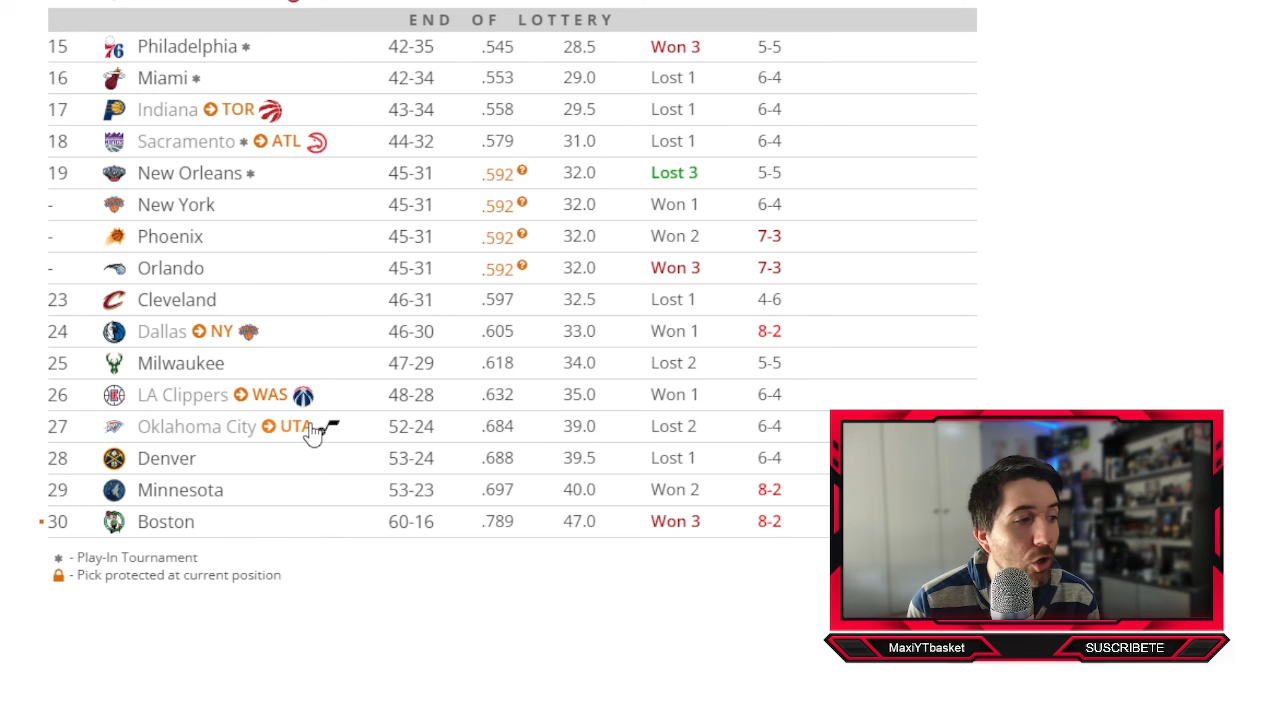 END OF LOTTERY
15 76 Philadelphia * 42-35 .545 28.5 Won 3 5-5
16 Miami * 42-34 .553 29.0 Lost 1 6-4
17 Indiana TOR 43-34 .558 29.5 Lost 1 6-4
18 Sacramento * ATL 44-32 .579 31.0 Lost 1 6-4
19 New Orleans * 45-31 .592 ? 32.0 Lost 3 5-5
- New York 45-31 .592 ? 32.0 Won 1 6-4
- Phoenix 45-31 .592 ? 32.0 Won 2 7-3
- Orlando 45-31 .592 ? 32.0 Won 3 7-3
23 Cleveland 46-31 .597 32.5 Lost 1 4-6
24 Dallas NY 46-30 .605 33.0 Won 1 8-2
25 Milwaukee 47-29 .618 34.0 Lost 2 5-5
26 LA Clippers WAS 48-28 .632 35.0 Won 1 6-4
27 Oklahoma City UTA 52-24 .684 39.0 Lost 2 6-4
28 Denver 53-24 .688 39.5 Lost 1 6-4
29 Minnesota 53-23 .697 40.0 Won 2 8-2
30 Boston 60-16 .789 47.0 Won 3 8-2
* - Play-In Tournament
- Pick protected at current position
MaxiYTbasket SUSCRIBETE